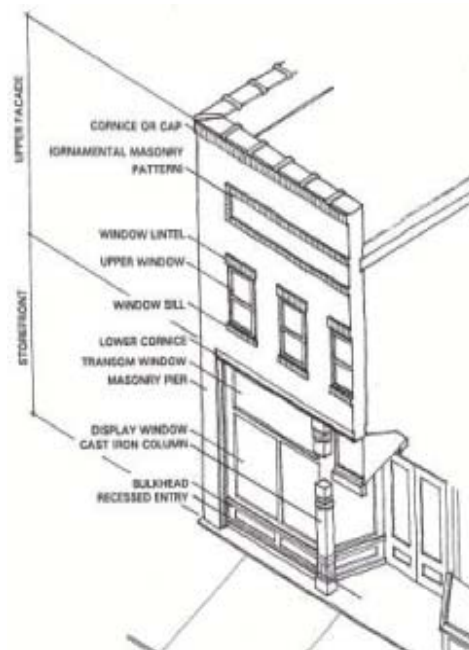 UPPER FACADE
CORNICE OR CAP
(ORNAMENTAL MASONRY
PATTERN)
WINDOW LINTEL
UPPER WINDOW
WINDOW SILL
STOREFRONT
LOWER CORNICE
TRANSOM WINDOW
MASONRY PIER
DISPLAY WINDOW
CAST IRON COLUMN
BULKHEAD
RECESSED ENTRY